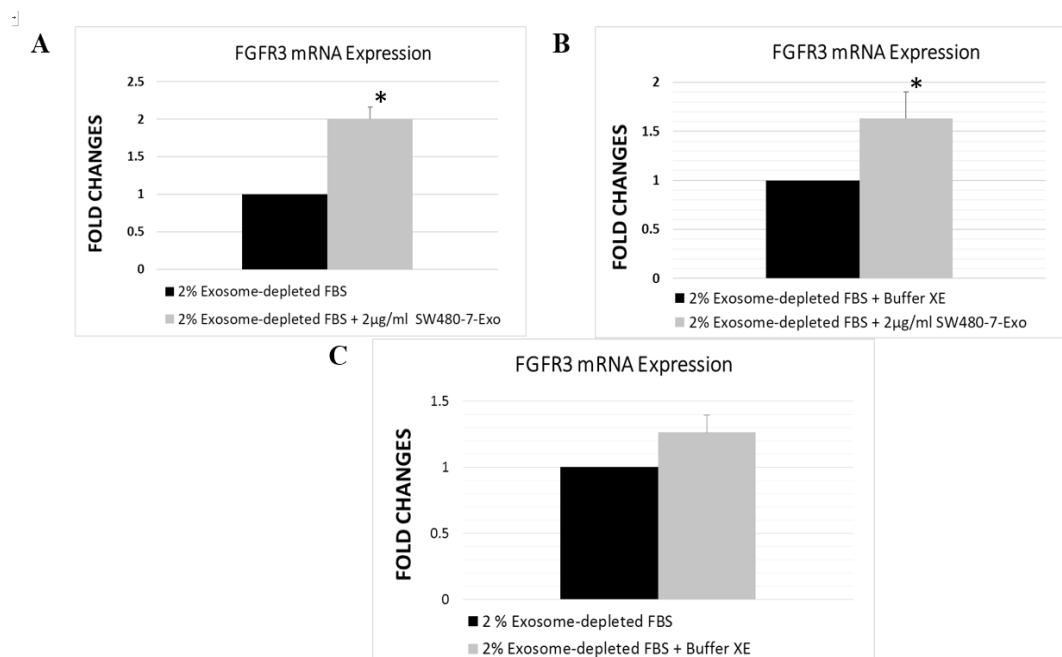 A
FGFR3 mRNA Expression
FOLD CHANGES
2.5
2
1.5
1
0.5
0
*
2% Exosome-depleted FBS
2% Exosome-depleted FBS + 2µg/ml SW480-7-Exo
B
FGFR3 mRNA Expression
FOLD CHANGES
2
1.5
1
0.5
0
*
2% Exosome-depleted FBS + Buffer XE
2% Exosome-depleted FBS + 2µg/ml SW480-7-Exo
C
FGFR3 mRNA Expression
FOLD CHANGES
1.5
1
0.5
0
2 % Exosome-depleted FBS
2% Exosome-depleted FBS + Buffer XE